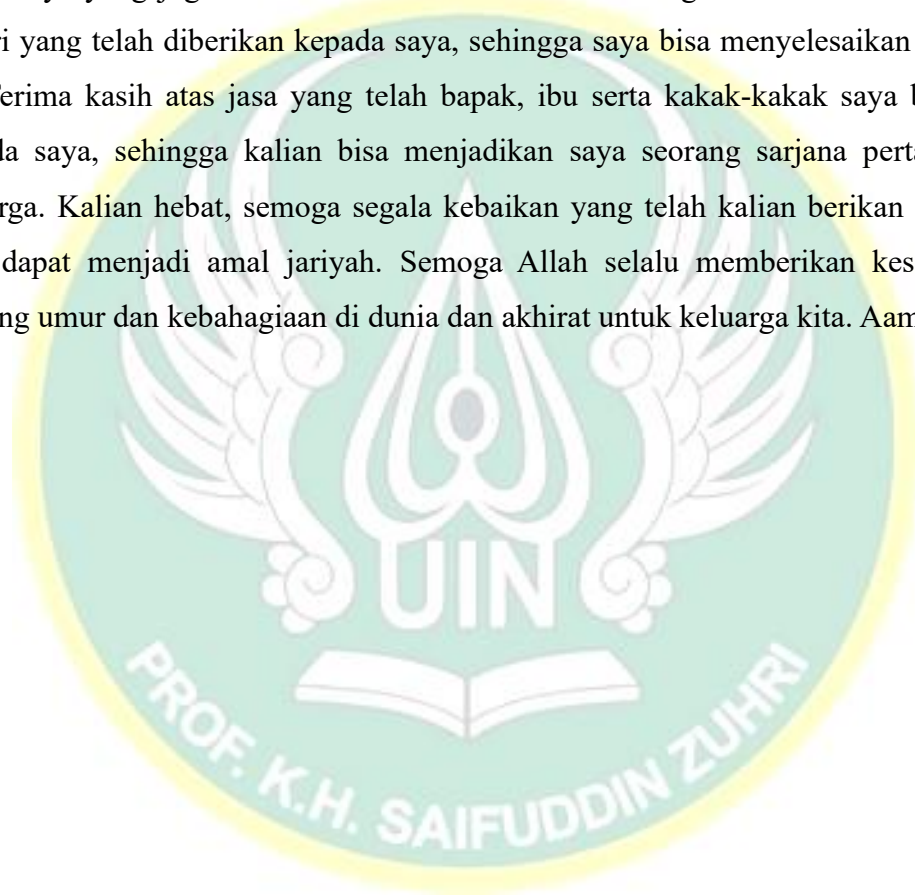 yang telah diberikan kepada saya, sehingga saya bisa menyelesaikan
erima kasih atas jasa yang telah bapak, ibu serta kakak-kakak saya b
la saya, sehingga kalian bisa menjadikan saya seorang sarjana perta
rga. Kalian hebat, semoga segala kebaikan yang telah kalian berikan
dapat menjadi amal jariyah. Semoga Allah selalu memberikan kes
ng umur dan kebahagiaan di dunia dan akhirat untuk keluarga kita. Aam
UIN
PROF. K.H. SAIFUDDIN ZUHRI